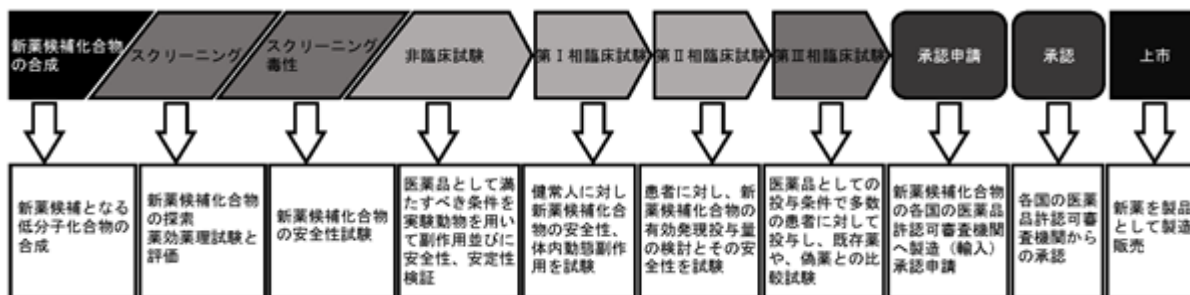 新薬候補化合物
の合成
スクリーニング
スクリーニング
毒性
非臨床試験
第Ⅰ相臨床試験
第Ⅱ相臨床試験
第Ⅲ相臨床試験
承認申請
承認
上市
新薬候補となる
低分子化合物の
合成
新薬候補化合物
の探索
薬効薬理試験と
評価
新薬候補化合物
の安全性試験
医薬品として満
たすべき条件を
実験動物を用い
て副作用並びに
安全性、安定性
検証
健常人に対し
新薬候補化合
物の安全性、
体内動態副作
用を試験
患者に対し、新
薬候補化合物の
有効発現投与量
の検討とその安
全性を試験
医薬品としての
投与条件で多数
の患者に対して
投与し、既存薬
や、偽薬との比
較試験
新薬候補化合物
の各国の医薬品
許認可審査機関
へ製造（輸入）
承認申請
各国の医薬
品許認可審
査機関から
の承認
新薬を製品
として製造
販売